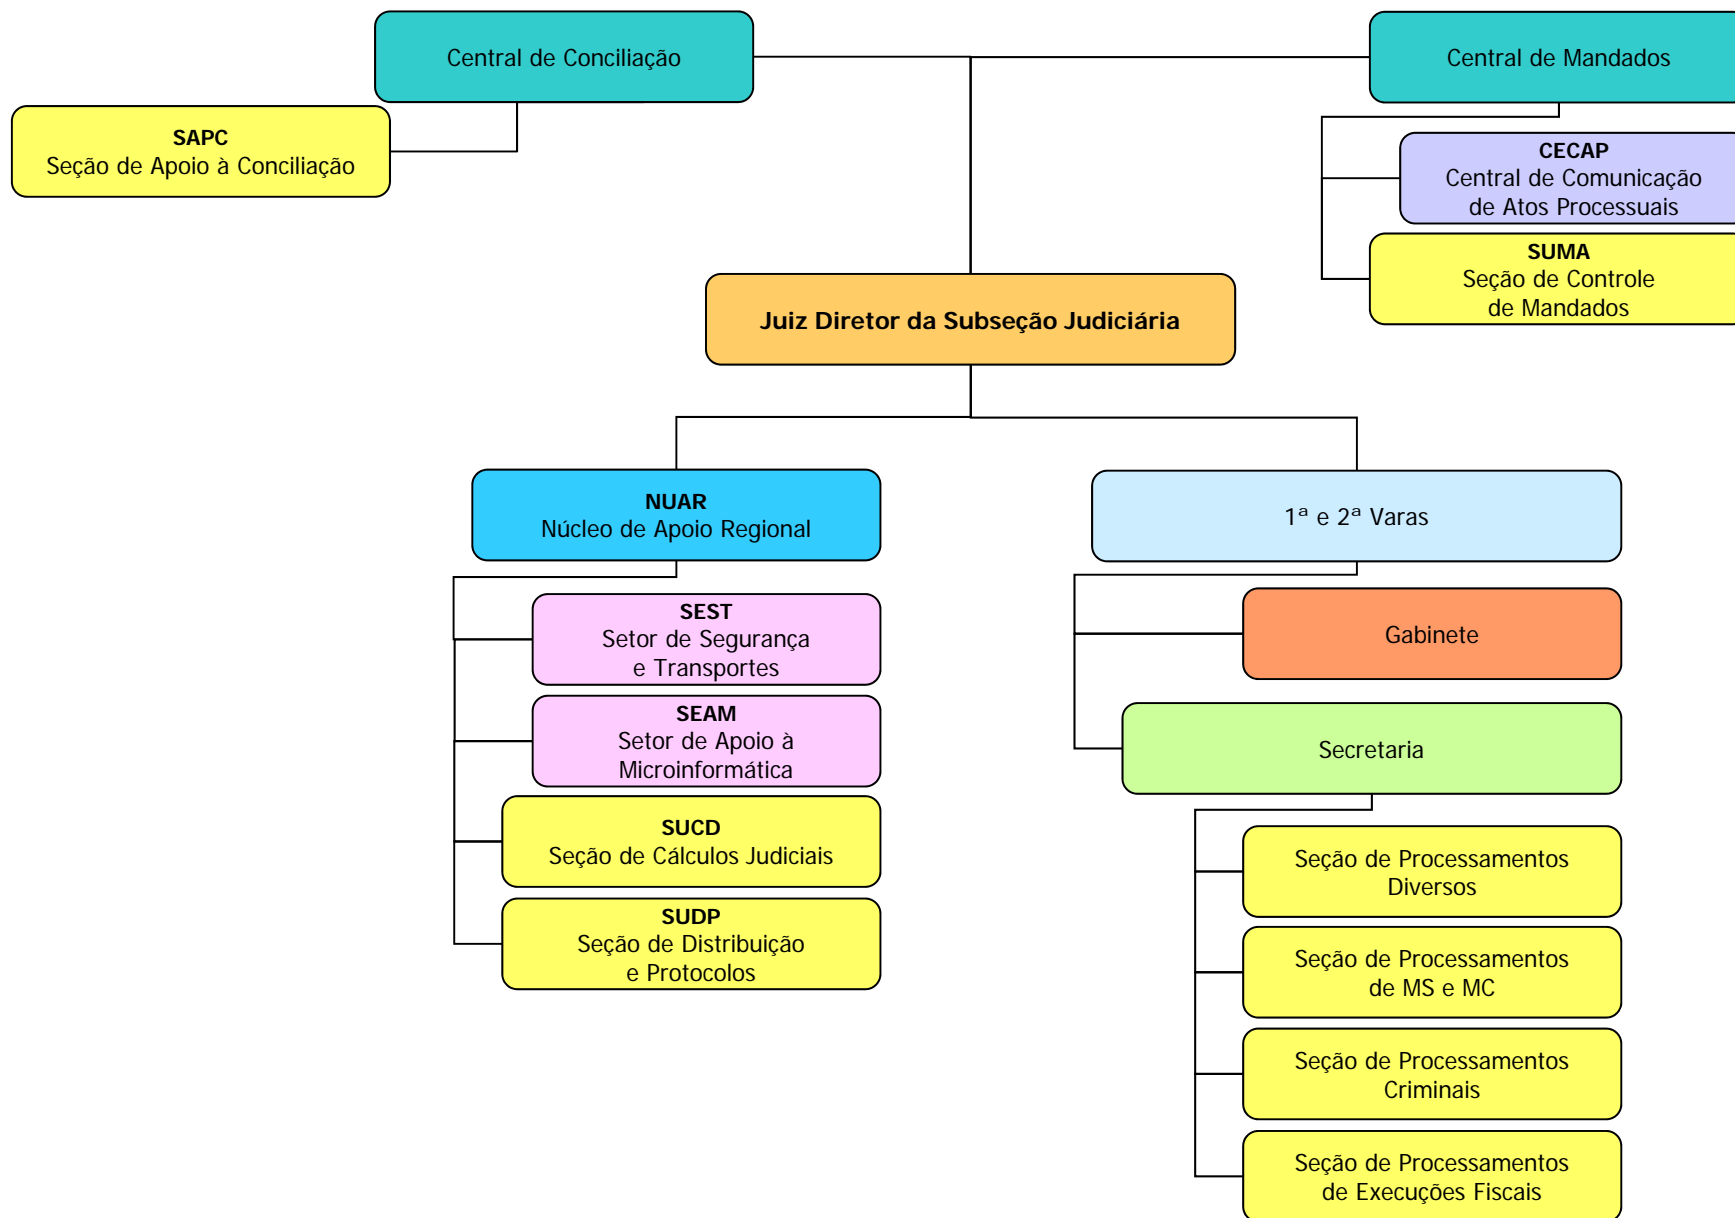 Central de Conciliação
Central de Mandados
SAPC
Seção de Apoio à Conciliação
CECAP
Central de Comunicação
de Atos Processuais
SUMA
Seção de Controle
de Mandados
Juiz Diretor da Subseção Judiciária
NUAR
Núcleo de Apoio Regional
SEST
Setor de Segurança
e Transportes
SEAM
Setor de Apoio à
Microinformática
SUCD
Seção de Cálculos Judiciais
SUDP
Seção de Distribuição
e Protocolos
1ª e 2ª Varas
Gabinete
Secretaria
Seção de Processamentos
Diversos
Seção de Processamentos
de MS e MC
Seção de Processamentos
Criminais
Seção de Processamentos
de Execuções Fiscais